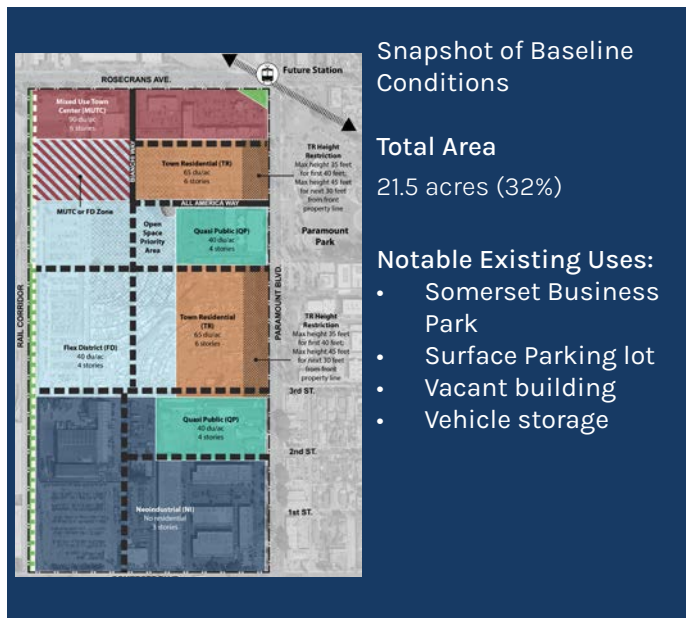 Snapshot of Baseline
Conditions
Total Area
21.5 acres (32%)
Notable Existing Uses:
• Somerset Business
Park
• Surface Parking lot
• Vacant building
• Vehicle storage
Future Station
ROSECRANS AVE.
Mixed Use Town
Center (MUTC)
90 du/ac
6 stories
BIANCHI WAY
Town Residential (TR)
65 du/ac
6 stories
TR Height
Restriction
Max height 35 feet
for first 40 feet;
Max height 45 feet
for next 30 feet
from front
property line
MUTC or FD Zone
ALL AMERICA WAY
Open
Space
Priority
Area
Quasi Public (QP)
40 du/ac
4 stories
Paramount
Park
RAIL CORRIDOR
PARAMOUNT BLVD.
Flex District (FD)
40 du/ac
4 stories
Town Residential
(TR)
65 du/ac
6 stories
TR Height
Restriction
Max height 35 feet
for first 40 feet;
Max height 45 feet
for next 30 feet
from front
property line
3rd ST.
Quasi Public (QP)
40 du/ac
4 stories
2nd ST.
Neoindustrial (NI)
No residential
3 stories
1st ST.